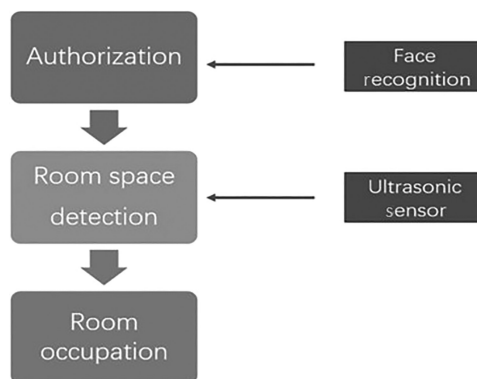 Authorization
Face
recognition
Room space
detection
Ultrasonic
sensor
Room
occupation